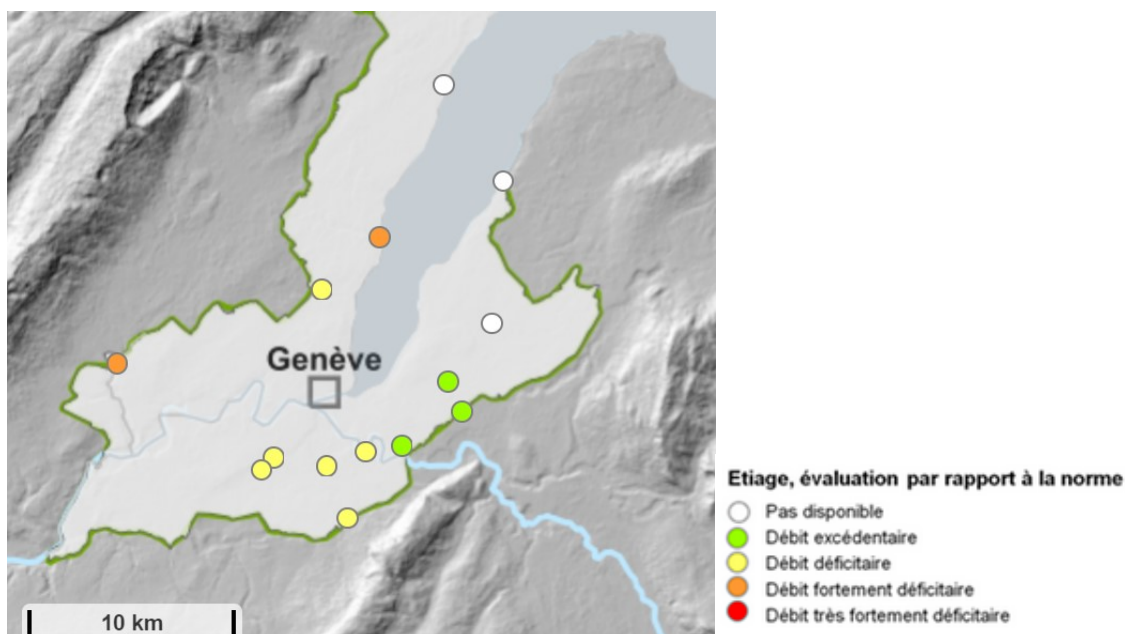 Genève
10 km
Etiage, évaluation par rapport à la norme
Pas disponible
Débit excédentaire
Débit déficitaire
Débit fortement déficitaire
Débit très fortement déficitaire